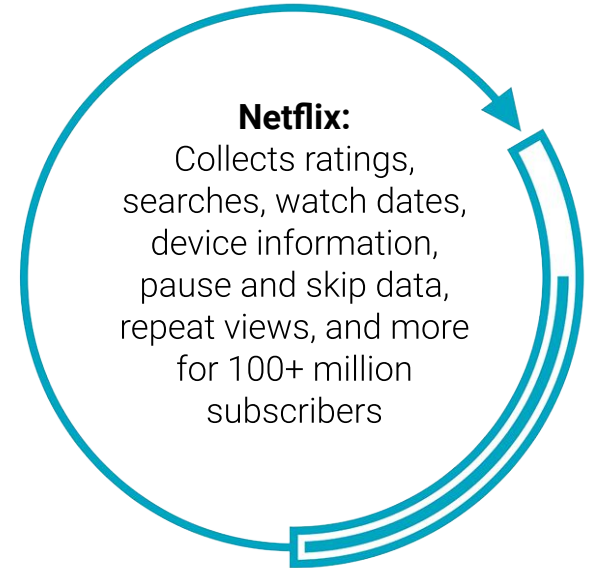 Netflix:
Collects ratings,
searches, watch dates,
device information,
pause and skip data,
repeat views, and more
for 100+ million
subscribers